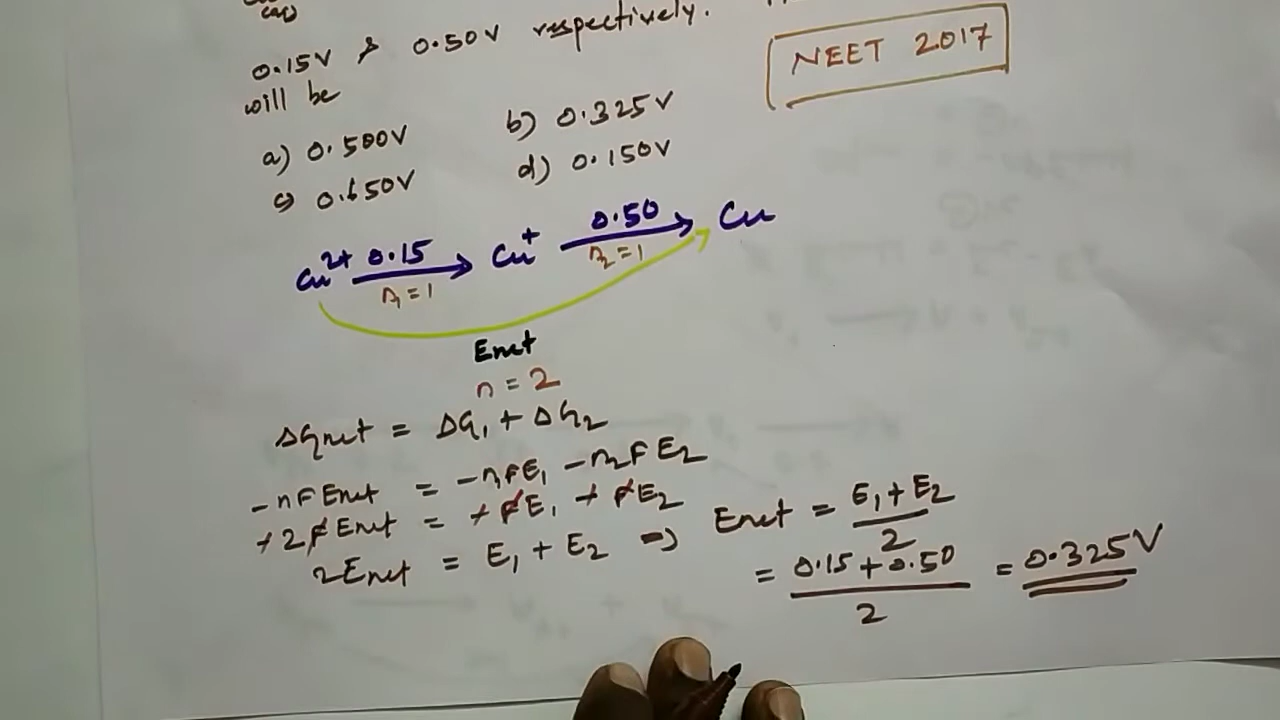 (aq)
0.15V & 0.50V respectively.
will be
NEET 2017
a) 0.500V b) 0.325V
c) 0.650V d) 0.150V
Cu²⁺ 0.15 → Cu⁺ 0.50 → Cu
n₁ = 1 n₂ = 1
Enet
n = 2
ΔGnet = ΔG₁ + ΔG₂
-nFEnet = -n₁FE₁ - n₂FE₂
+2FEnet = +FE₁ + FE₂
2Enet = E₁ + E₂ ⇒ Enet = E₁ + E₂ / 2
= 0.15 + 0.50 / 2 = 0.325V